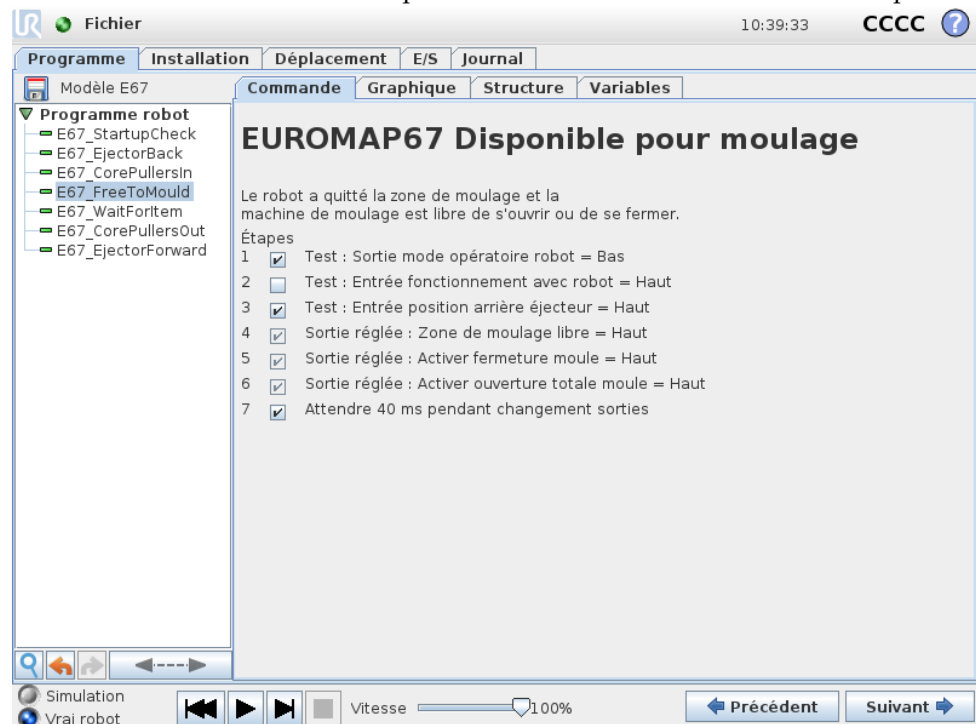 UR Fichier 10:39:33 CCCC ?
Programme Installation Déplacement E/S Journal
Modèle E67 Commande Graphique Structure Variables
Programme robot
E67_StartupCheck
E67_EjectorBack
E67_CorePullersIn
E67_FreeToMould
E67_WaitForItem
E67_CorePullersOut
E67_EjectorForward
EUROMAP67 Disponible pour moulage
Le robot a quitté la zone de moulage et la
machine de moulage est libre de s'ouvrir ou de se fermer.
Étapes
1 Test : Sortie mode opératoire robot = Bas
2 Test : Entrée fonctionnement avec robot = Haut
3 Test : Entrée position arrière éjecteur = Haut
4 Sortie réglée : Zone de moulage libre = Haut
5 Sortie réglée : Activer fermeture moule = Haut
6 Sortie réglée : Activer ouverture totale moule = Haut
7 Attendre 40 ms pendant changement sorties
Simulation
Vrai robot
Vitesse 100% Précédent Suivant